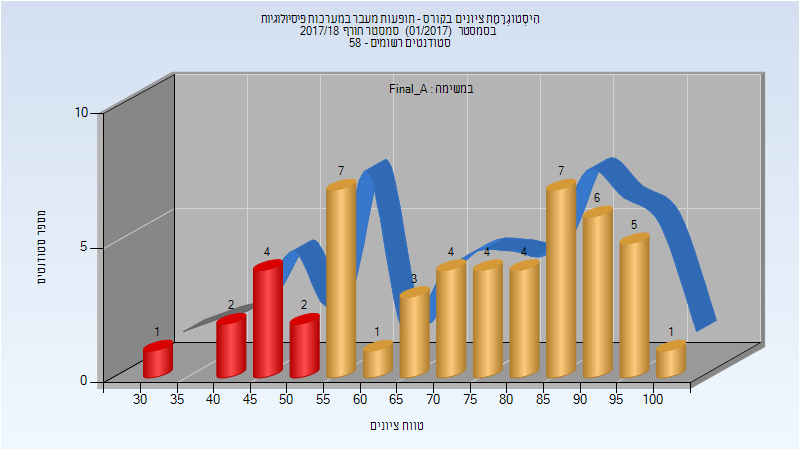 היסטוגרמת ציונים בקורס - תופעות מעבר במערכות פיסיולוגיות
בסמסטר (01/2017) סמסטר חורף 2017/18
סטודנטים רשומים - 58
במשימה : Final_A
10
5
0
מספר סטודנטים
7
7
6
5
4
4
4
4
3
2
2
1
1
1
30 35 40 45 50 55 60 65 70 75 80 85 90 95 100
טווח ציונים